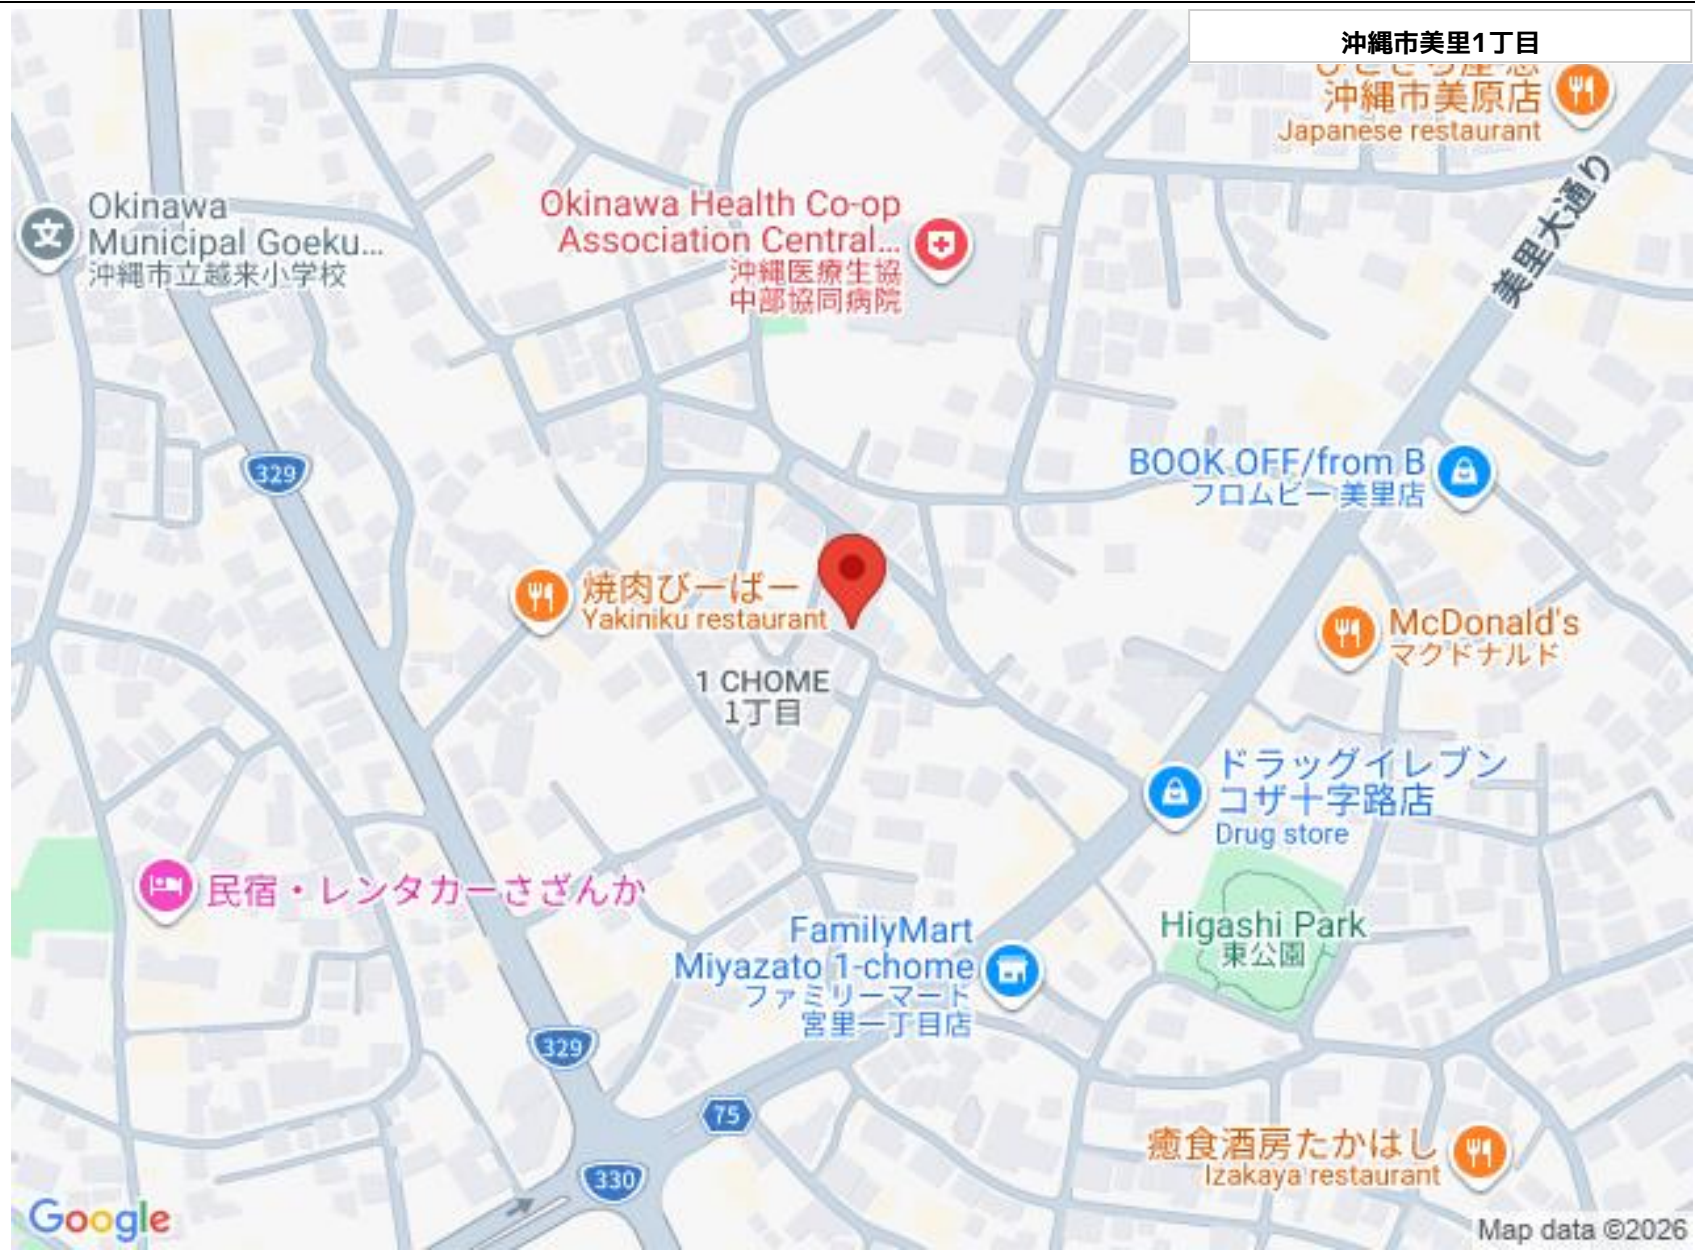 沖縄市美里1丁目
沖縄市美原店
Japanese restaurant
美里大通り
Okinawa
Municipal Goeku...
沖縄市立越来小学校
Okinawa Health Co-op
Association Central...
沖縄医療生協
中部協同病院
329
BOOK OFF/from B
フロムビー 美里店
焼肉びーばー
Yakiniku restaurant
McDonald's
マクドナルド
1 CHOME
1丁目
ドラッグイレブン
コザ十字路店
Drug store
民宿・レンタカーさざんか
FamilyMart
Miyazato 1-chome
ファミリーマート
宮里一丁目店
Higashi Park
東公園
329
75
癒食酒房たかはし
Izakaya restaurant
330
Google
Map data ©2026